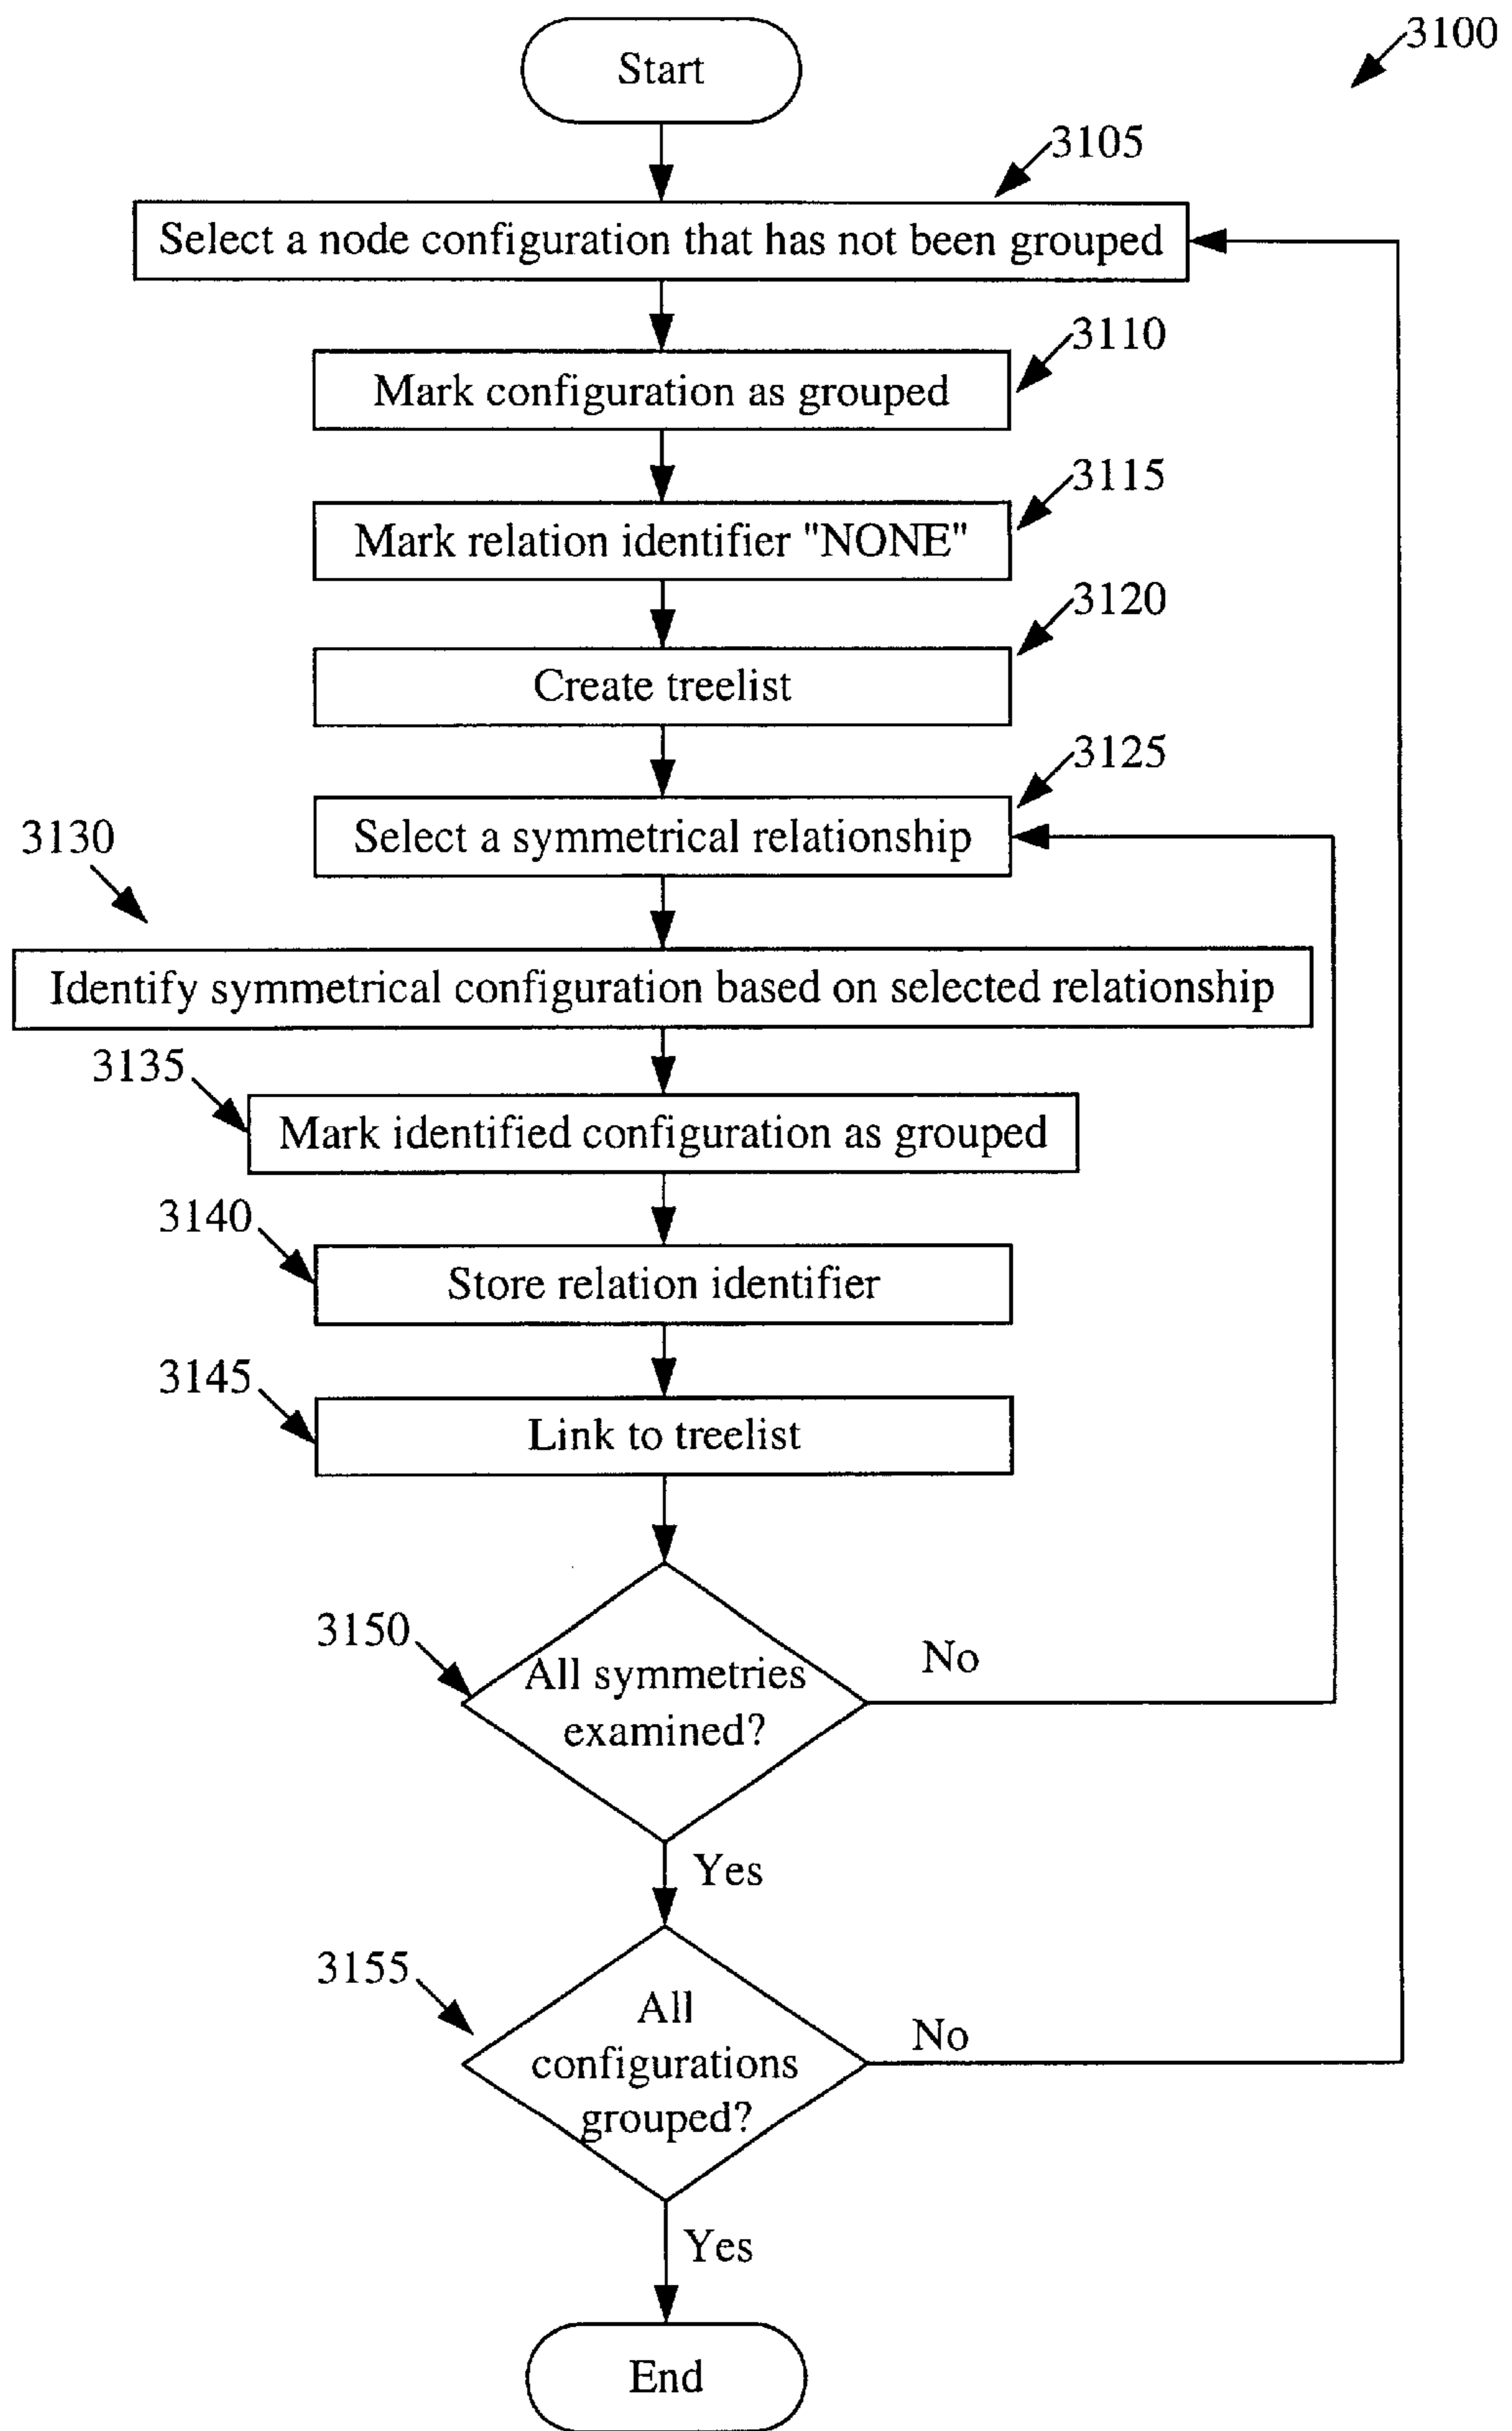 3100
Start
3105
Select a node configuration that has not been grouped
3110
Mark configuration as grouped
3115
Mark relation identifier "NONE"
3120
Create treelist
3125
Select a symmetrical relationship
3130
Identify symmetrical configuration based on selected relationship
3135
Mark identified configuration as grouped
3140
Store relation identifier
3145
Link to treelist
3150
All symmetries
examined?
No
Yes
3155
All
configurations
grouped?
No
Yes
End